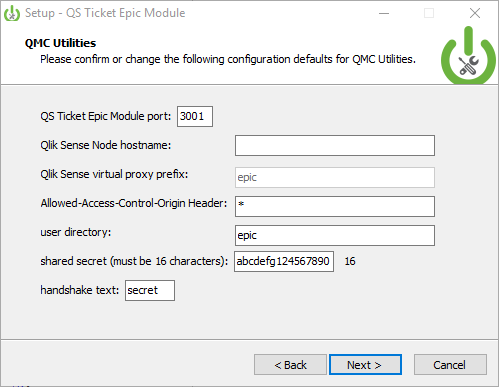 Setup - QS Ticket Epic Module
QMC Utilities
Please confirm or change the following configuration defaults for QMC Utilities.
QS Ticket Epic Module port: 3001
Qlik Sense Node hostname:
Qlik Sense virtual proxy prefix: epic
Allowed-Access-Control-Origin Header: *
user directory: epic
shared secret (must be 16 characters): abcdefg124567890 16
handshake text: secret
< Back Next > Cancel